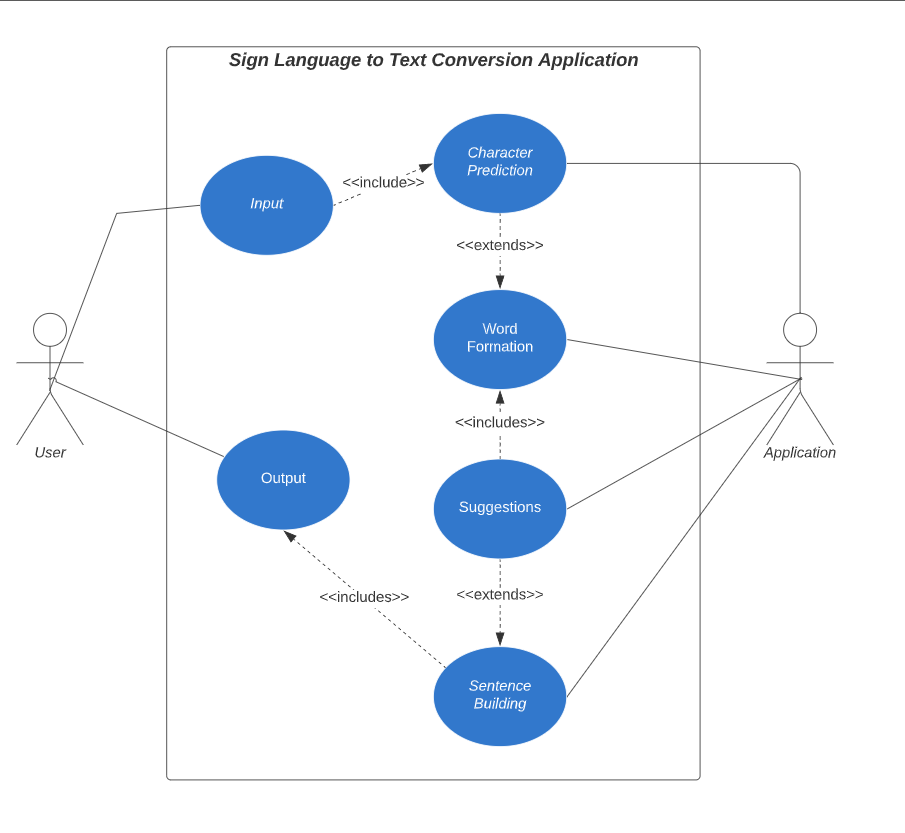 Sign Language to Text Conversion Application
Character
Prediction
<<include>>
Input
<<extends>>
Word
Formation
<<includes>>
User
Application
Output
Suggestions
<<includes>>
<<extends>>
Sentence
Building